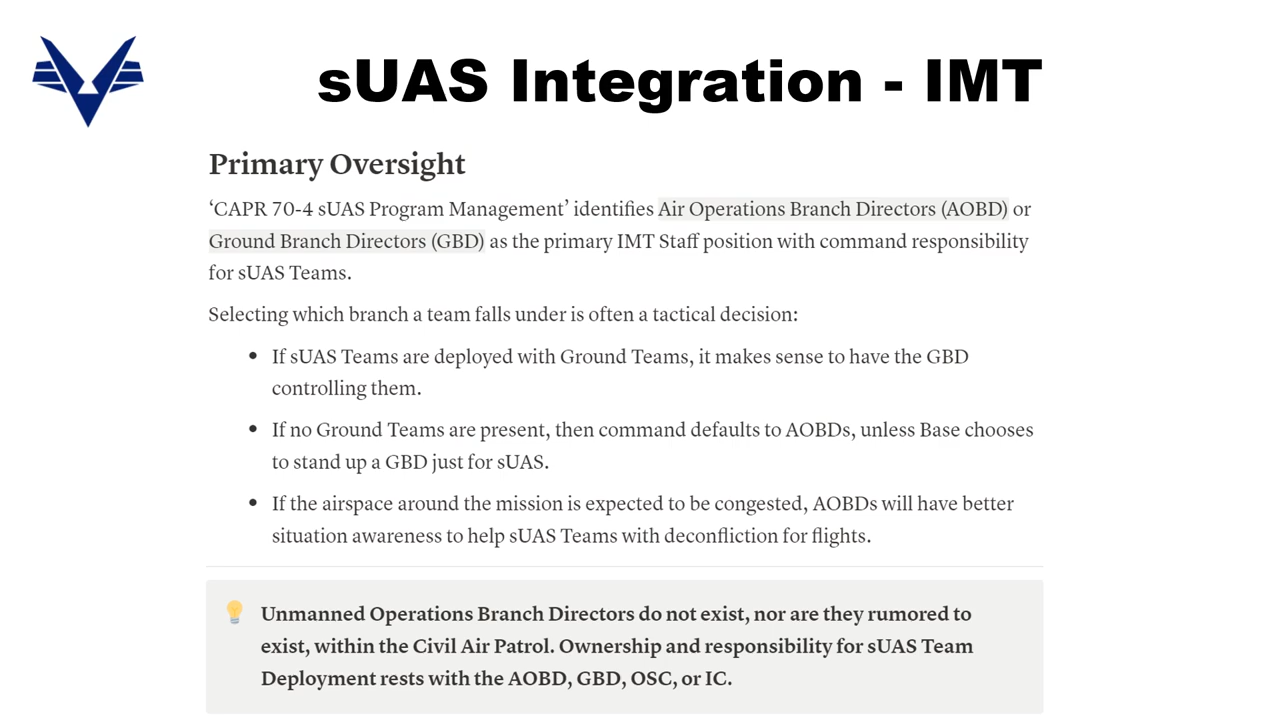 sUAS Integration - IMT
Primary Oversight
‘CAPR 70-4 sUAS Program Management’ identifies Air Operations Branch Directors (AOBD) or
Ground Branch Directors (GBD) as the primary IMT Staff position with command responsibility
for sUAS Teams.
Selecting which branch a team falls under is often a tactical decision:
• If sUAS Teams are deployed with Ground Teams, it makes sense to have the GBD
controlling them.
• If no Ground Teams are present, then command defaults to AOBDs, unless Base chooses
to stand up a GBD just for sUAS.
• If the airspace around the mission is expected to be congested, AOBDs will have better
situation awareness to help sUAS Teams with deconfliction for flights.
Unmanned Operations Branch Directors do not exist, nor are they rumored to
exist, within the Civil Air Patrol. Ownership and responsibility for sUAS Team
Deployment rests with the AOBD, GBD, OSC, or IC.